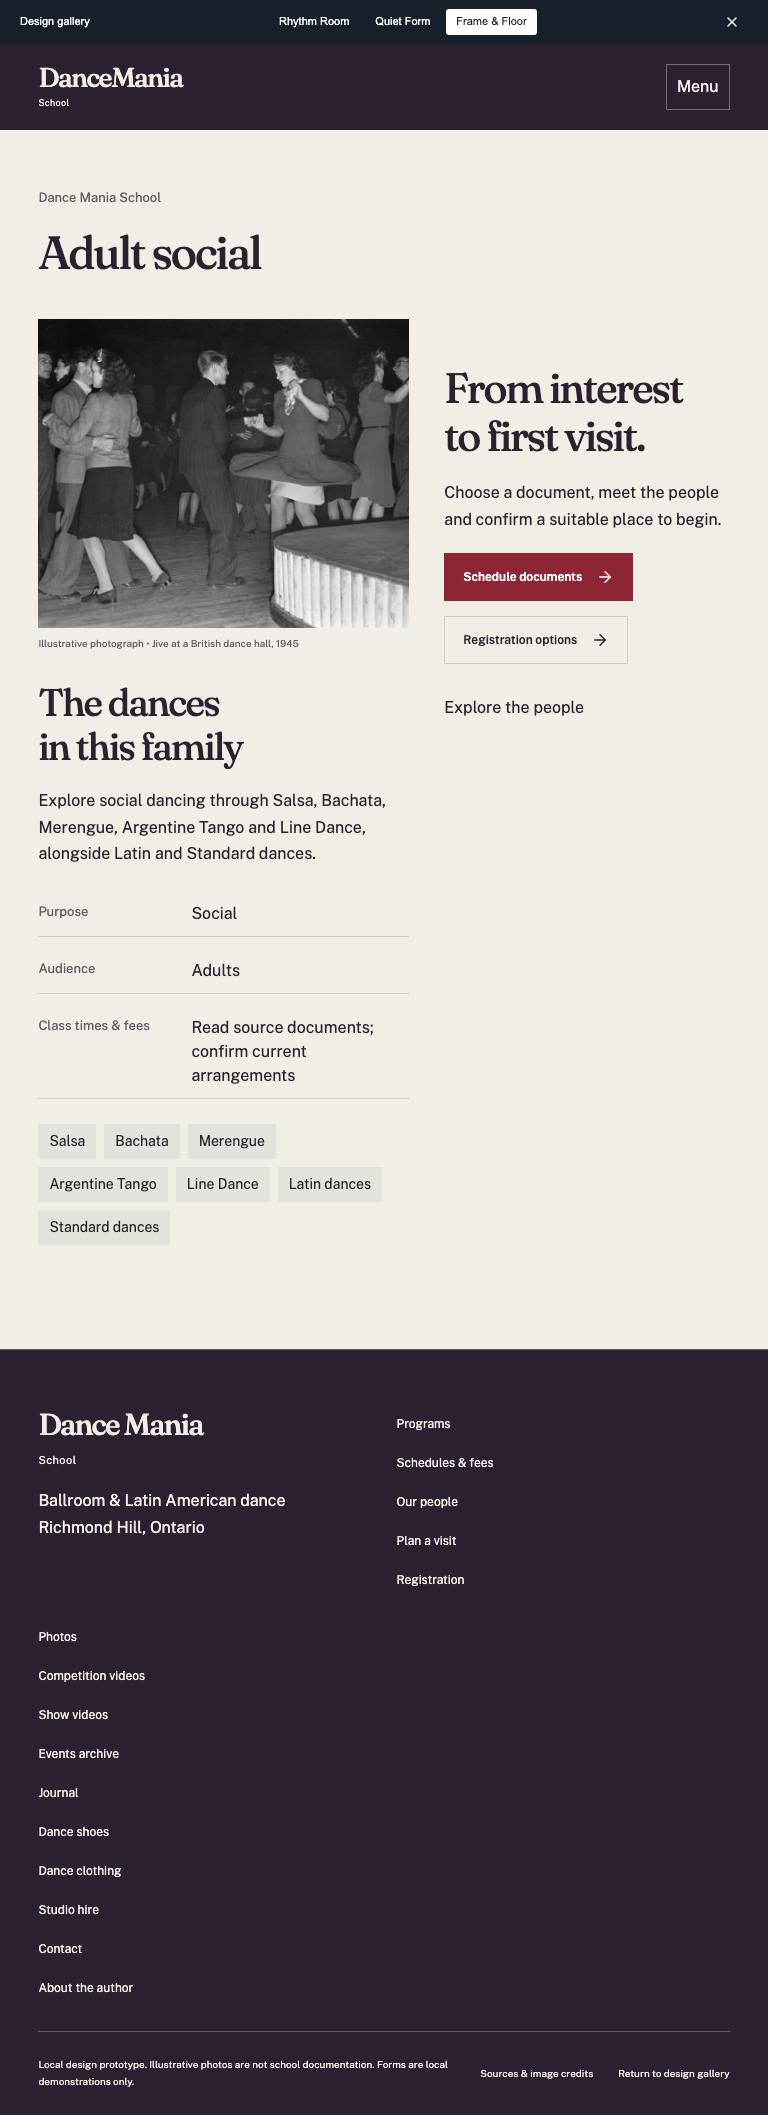 Design gallery
Rhythm Room
Quiet Form
Frame & Floor
DanceMania
School
Menu
Dance Mania School
Adult social
Illustrative photograph • Jive at a British dance hall, 1945
The dances
in this family
Explore social dancing through Salsa, Bachata,
Merengue, Argentine Tango and Line Dance,
alongside Latin and Standard dances.
Purpose
Social
Audience
Adults
Class times & fees
Read source documents;
confirm current
arrangements
Salsa
Bachata
Merengue
Argentine Tango
Line Dance
Latin dances
Standard dances
From interest
to first visit.
Choose a document, meet the people
and confirm a suitable place to begin.
Schedule documents
Registration options
Explore the people
Dance Mania
School
Ballroom & Latin American dance
Richmond Hill, Ontario
Programs
Schedules & fees
Our people
Plan a visit
Registration
Photos
Competition videos
Show videos
Events archive
Journal
Dance shoes
Dance clothing
Studio hire
Contact
About the author
Local design prototype. Illustrative photos are not school documentation. Forms are local
demonstrations only.
Sources & image credits
Return to design gallery